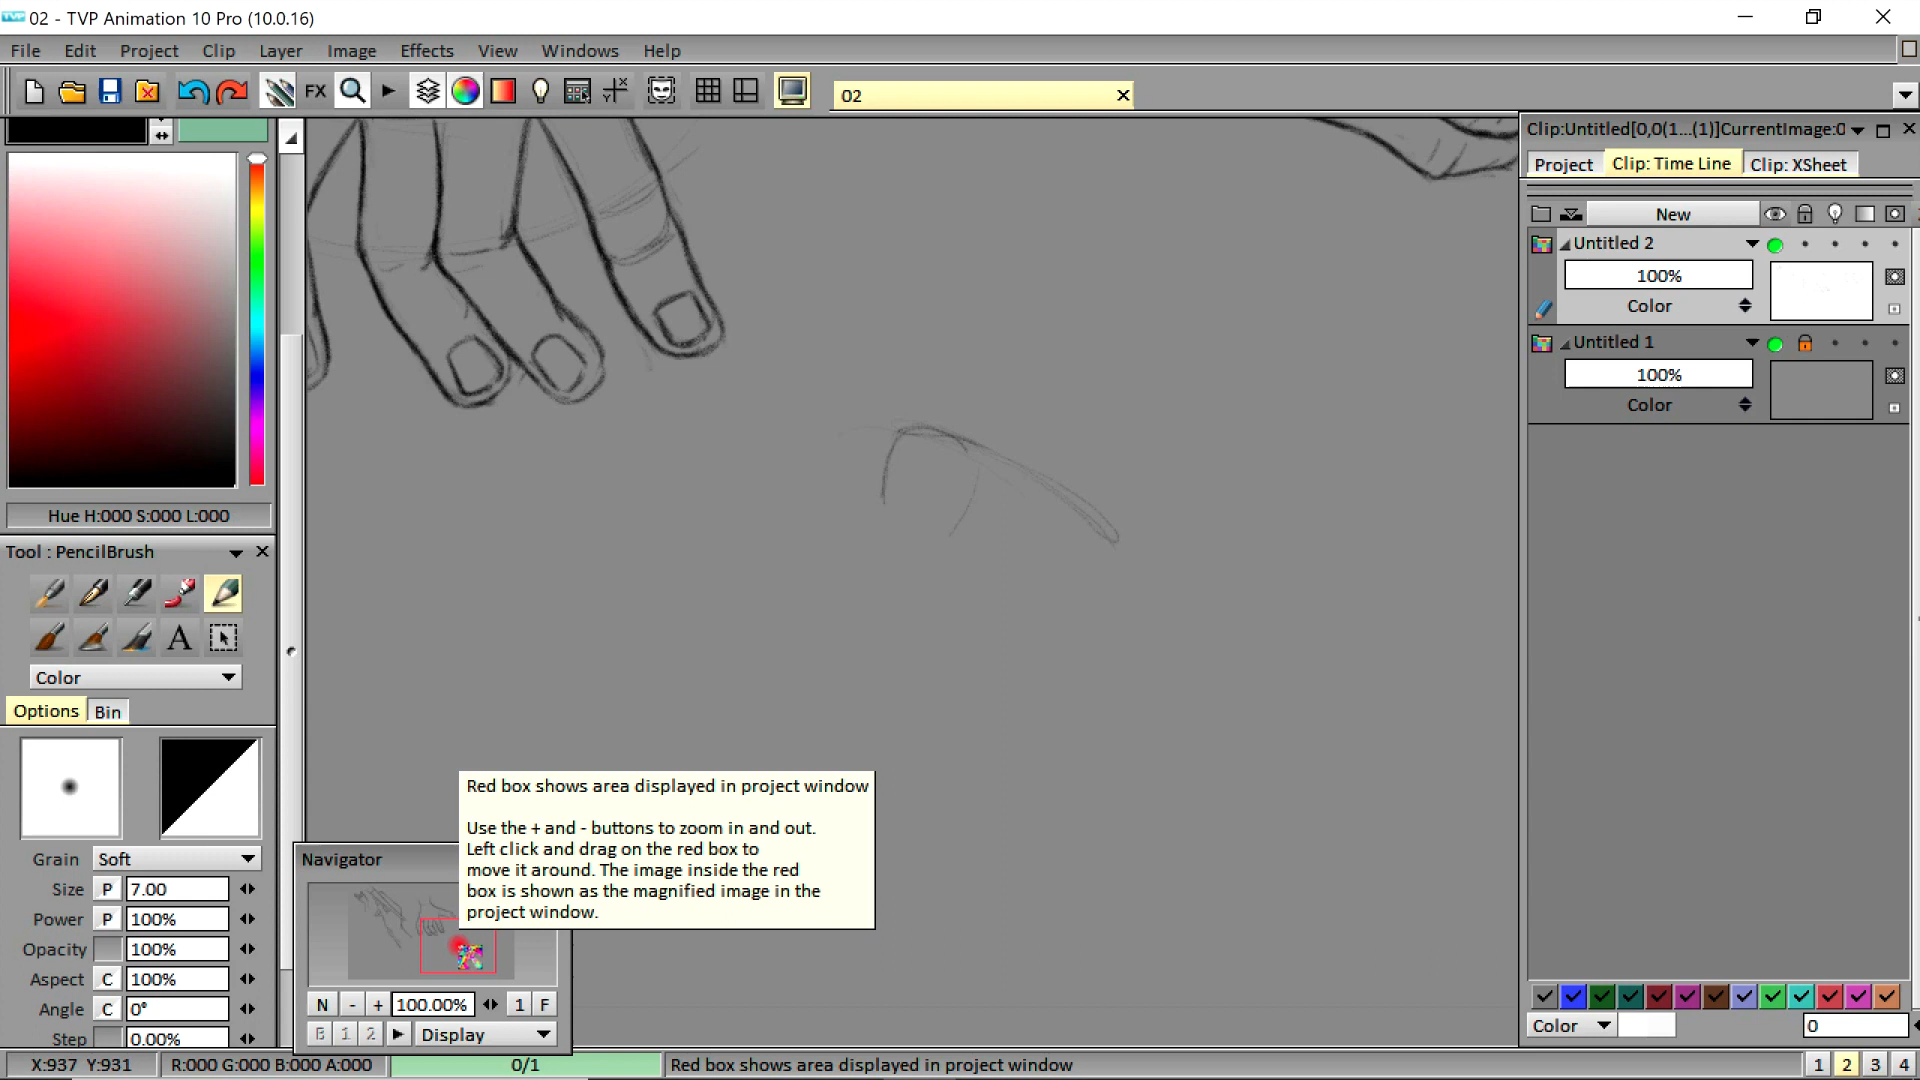 02 - TVP Animation 10 Pro (10.0.16)
File Edit Project Clip Layer Image Effects View Windows Help
FX
02
Clip:Untitled[0,0(1...(1)]CurrentImage:0
Project Clip: Time Line Clip: XSheet
New
Untitled 2
100%
Color
Untitled 1
100%
Color
Hue H:000 S:000 L:000
Tool : PencilBrush
A
Color
Options Bin
Grain Soft
Size P 7.00
Power P 100%
Opacity 100%
Aspect C 100%
Angle C 0°
Step 0.00%
Navigator
Red box shows area displayed in project window
Use the + and - buttons to zoom in and out.
Left click and drag on the red box to
move it around. The image inside the red
box is shown as the magnified image in the
project window.
N - + 100.00% 1 F
B 1 2 Display
Color 0
X:937 Y:931 R:000 G:000 B:000 A:000 0/1 Red box shows area displayed in project window 1 2 3 4